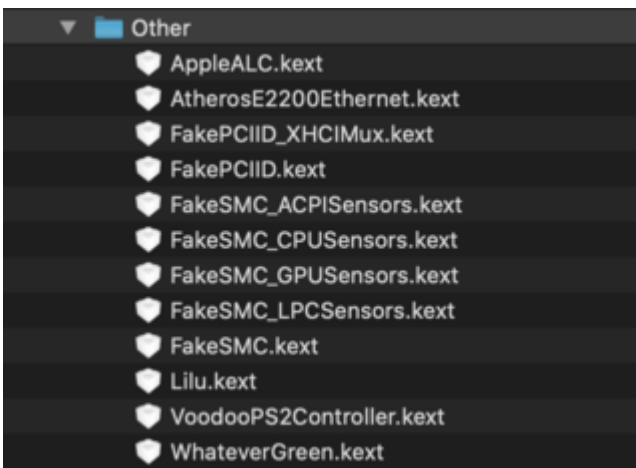 Other
AppleALC.kext
AtherosE2200Ethernet.kext
FakePCIID_XHCIMux.kext
FakePCIID.kext
FakeSMC_ACPISensors.kext
FakeSMC_CPUSensors.kext
FakeSMC_GPUSensors.kext
FakeSMC_LPCSensors.kext
FakeSMC.kext
Lilu.kext
VoodooPS2Controller.kext
WhateverGreen.kext